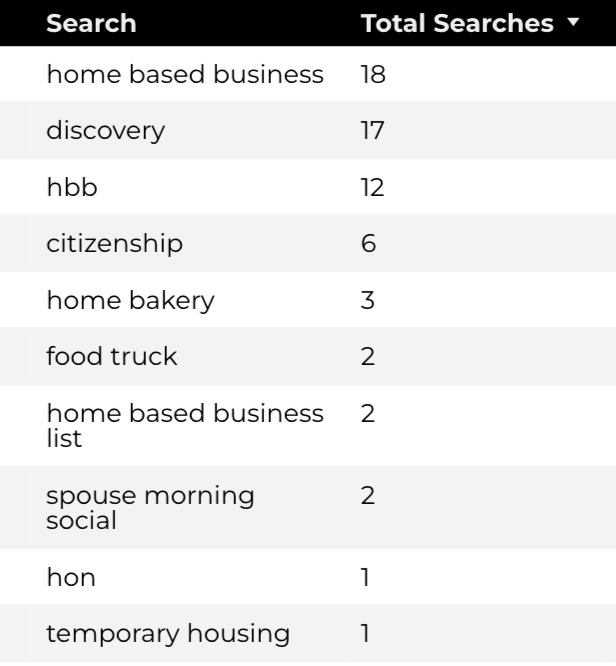 Search Total Searches ▼
home based business 18
discovery 17
hbb 12
citizenship 6
home bakery 3
food truck 2
home based business 2
list
spouse morning 2
social
hon 1
temporary housing 1